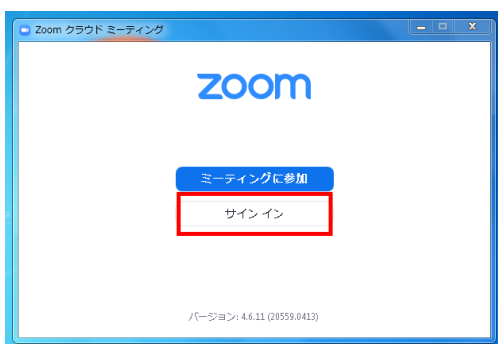 Zoom クラウド ミーティング
zoom
ミーティングに参加
サイン イン
バージョン: 4.6.11 (20559.0413)